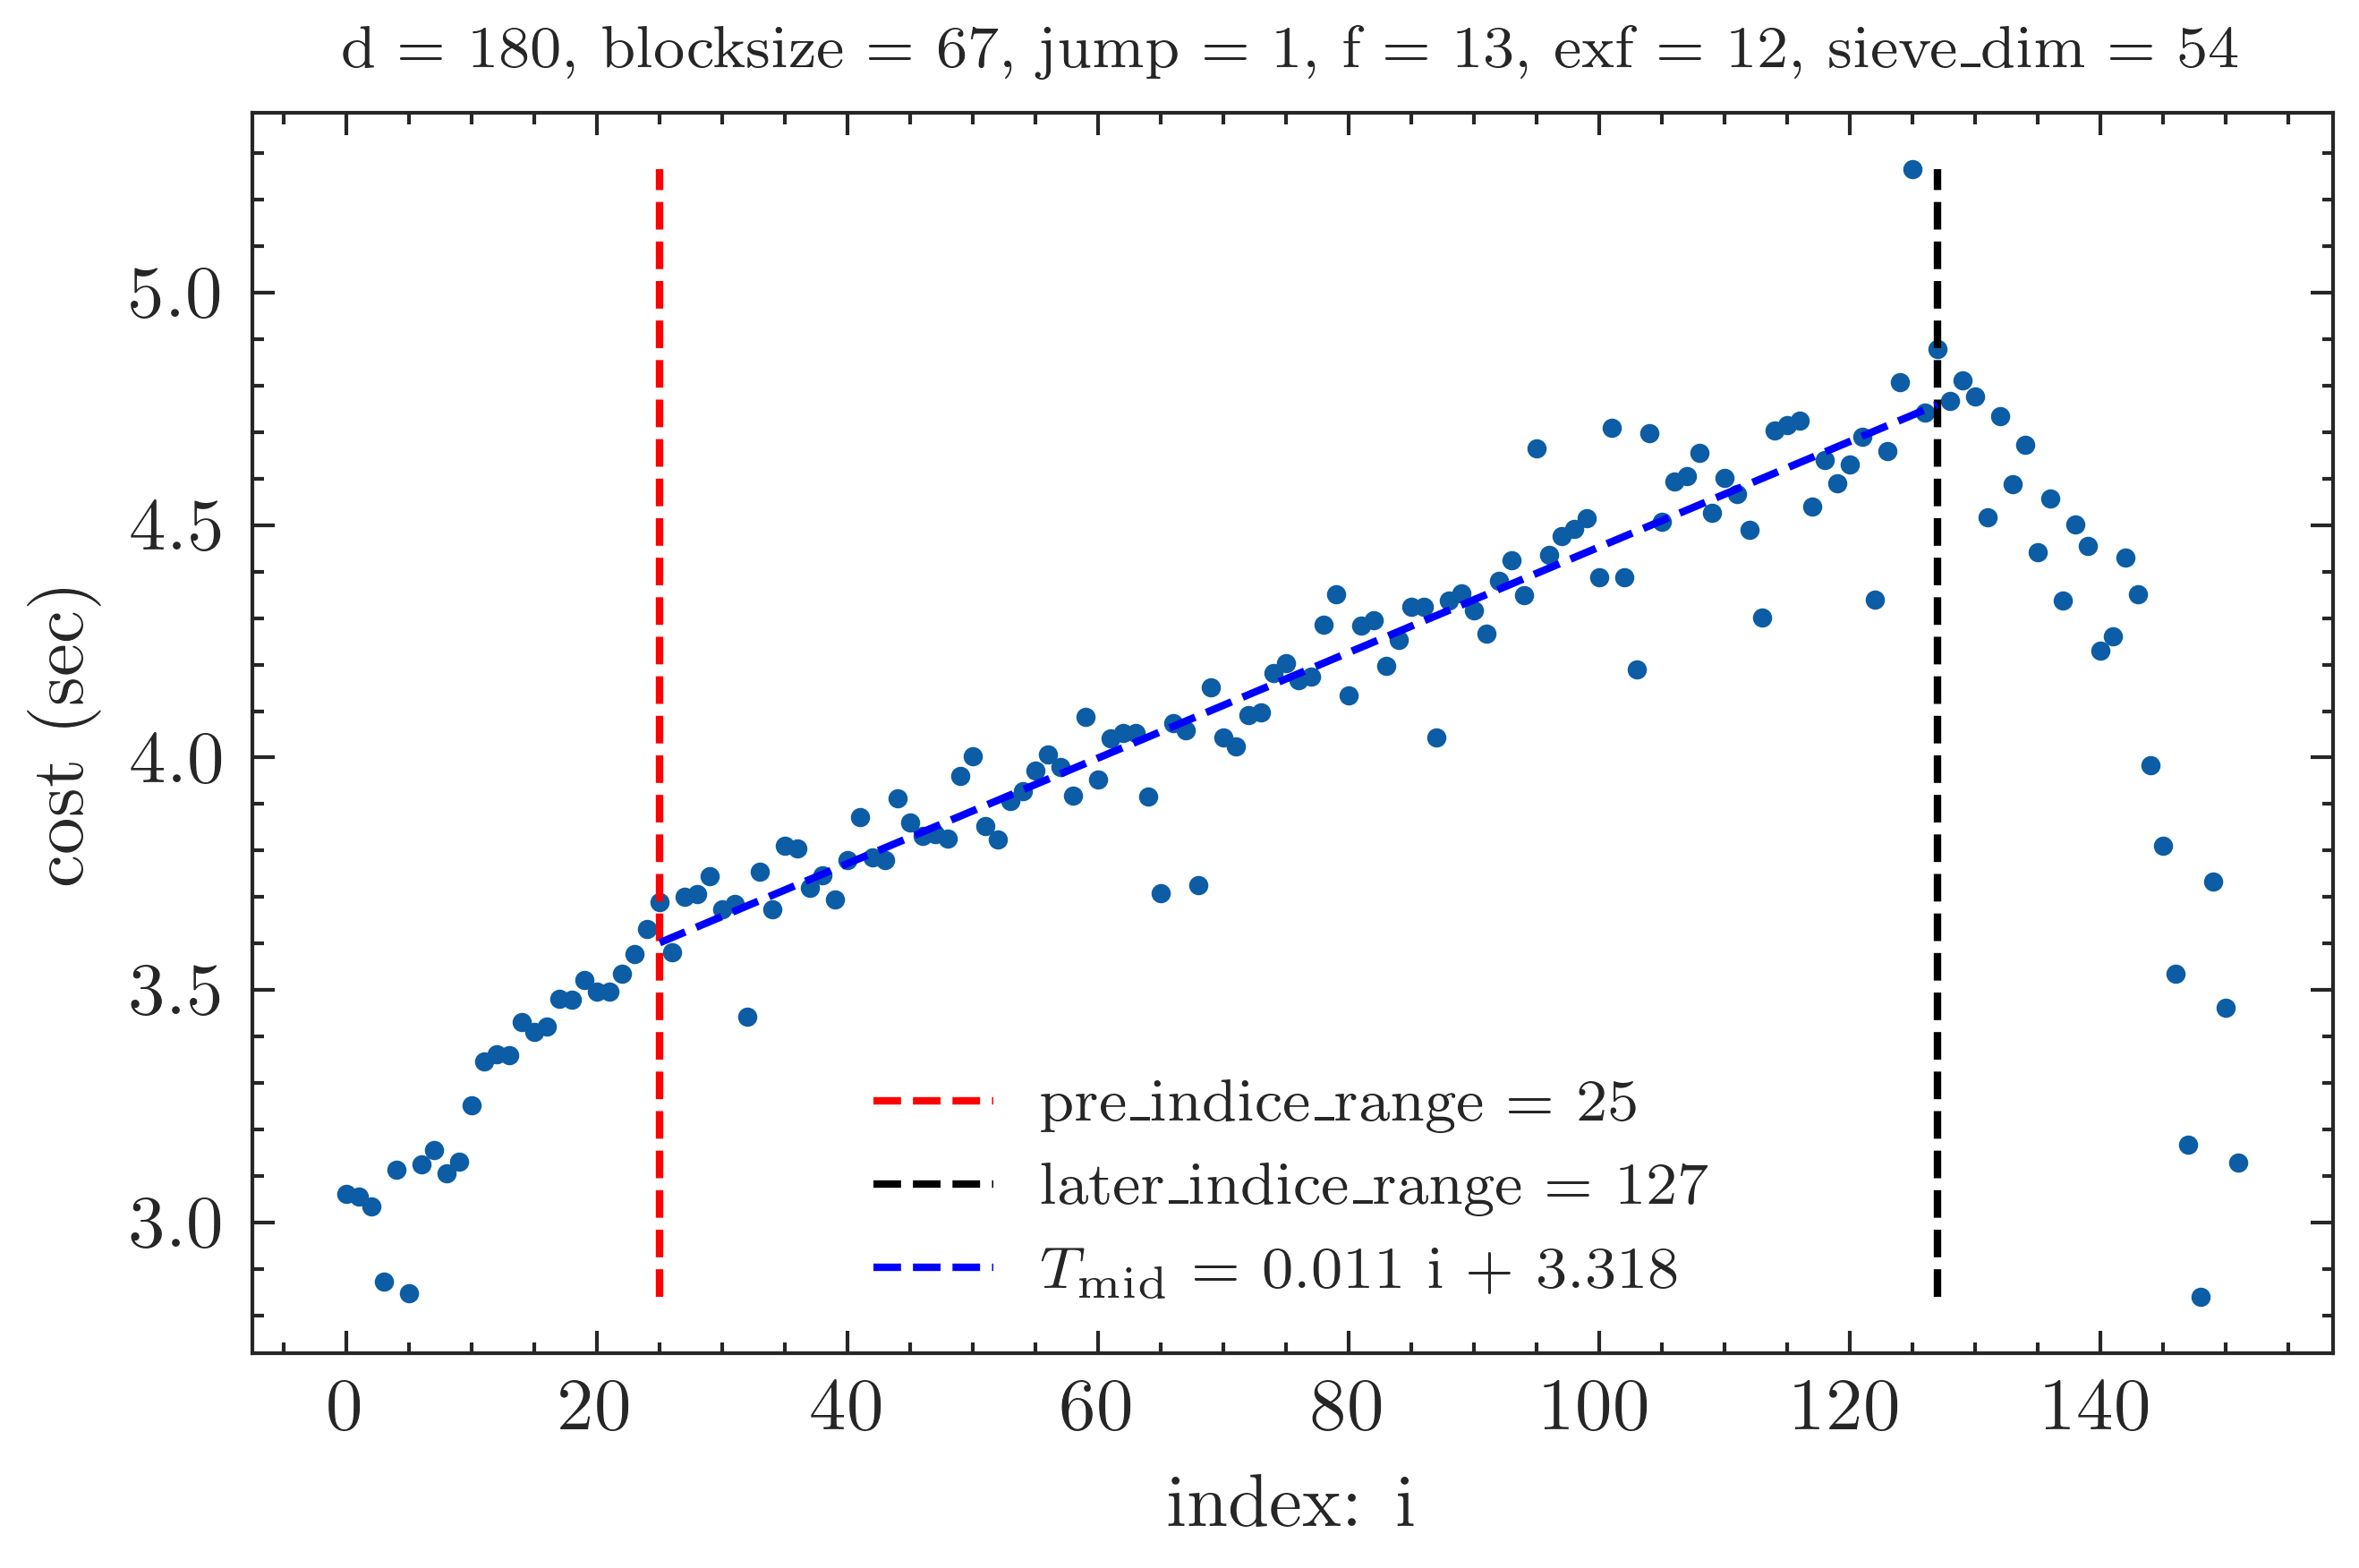 d = 180, blocksize = 67, jump = 1, f = 13, exf = 12, sieve_dim = 54
5.0
4.5
4.0
3.5
3.0
cost (sec)
pre_indice_range = 25
later_indice_range = 127
T_mid = 0.011 i + 3.318
0 20 40 60 80 100 120 140
index: i